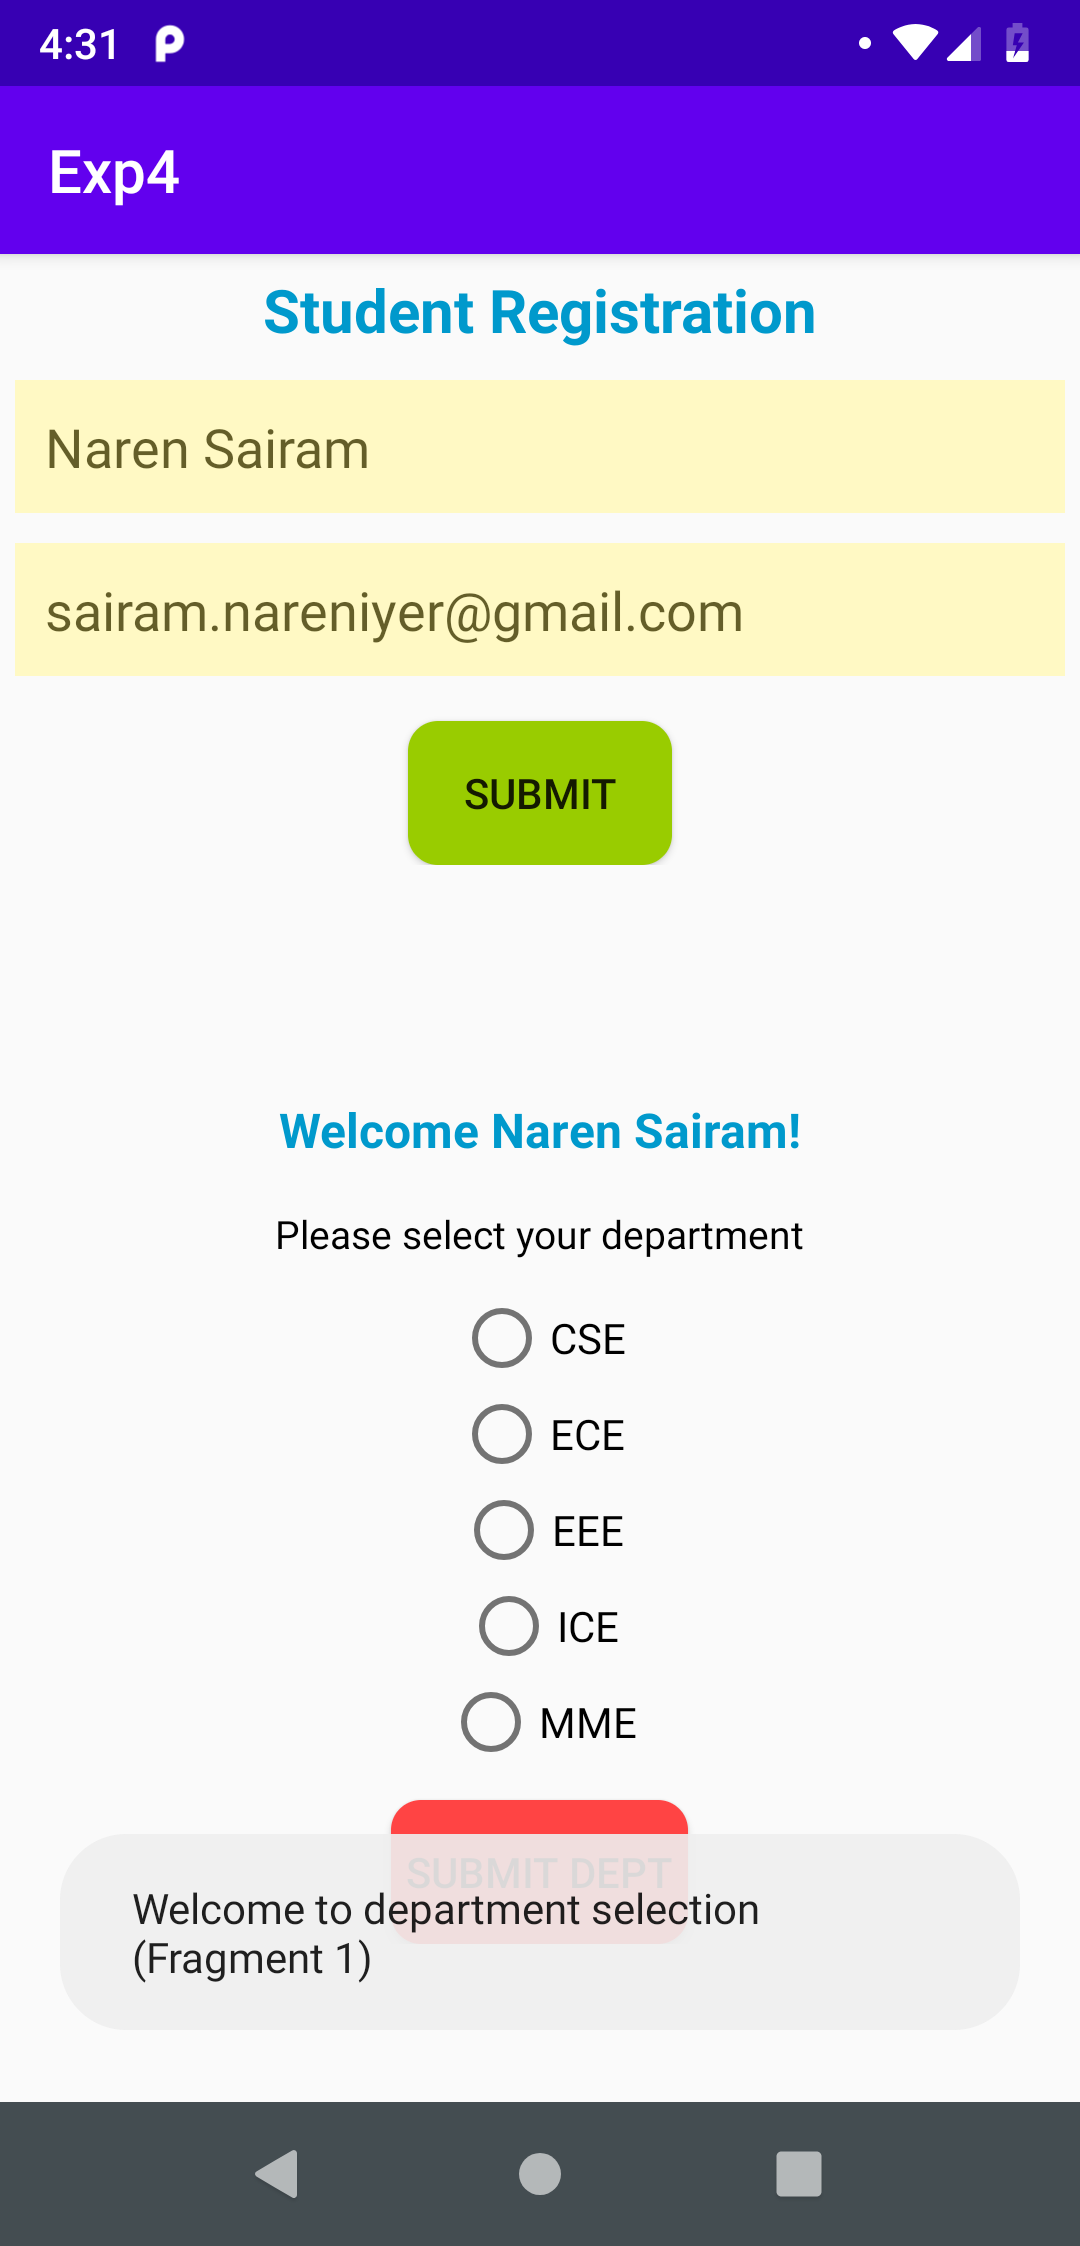 4:31
Exp4
Student Registration
Naren Sairam
sairam.nareniyer@gmail.com
SUBMIT
Welcome Naren Sairam!
Please select your department
CSE
ECE
EEE
ICE
MME
SUBMIT DEPT
Welcome to department selection
(Fragment 1)